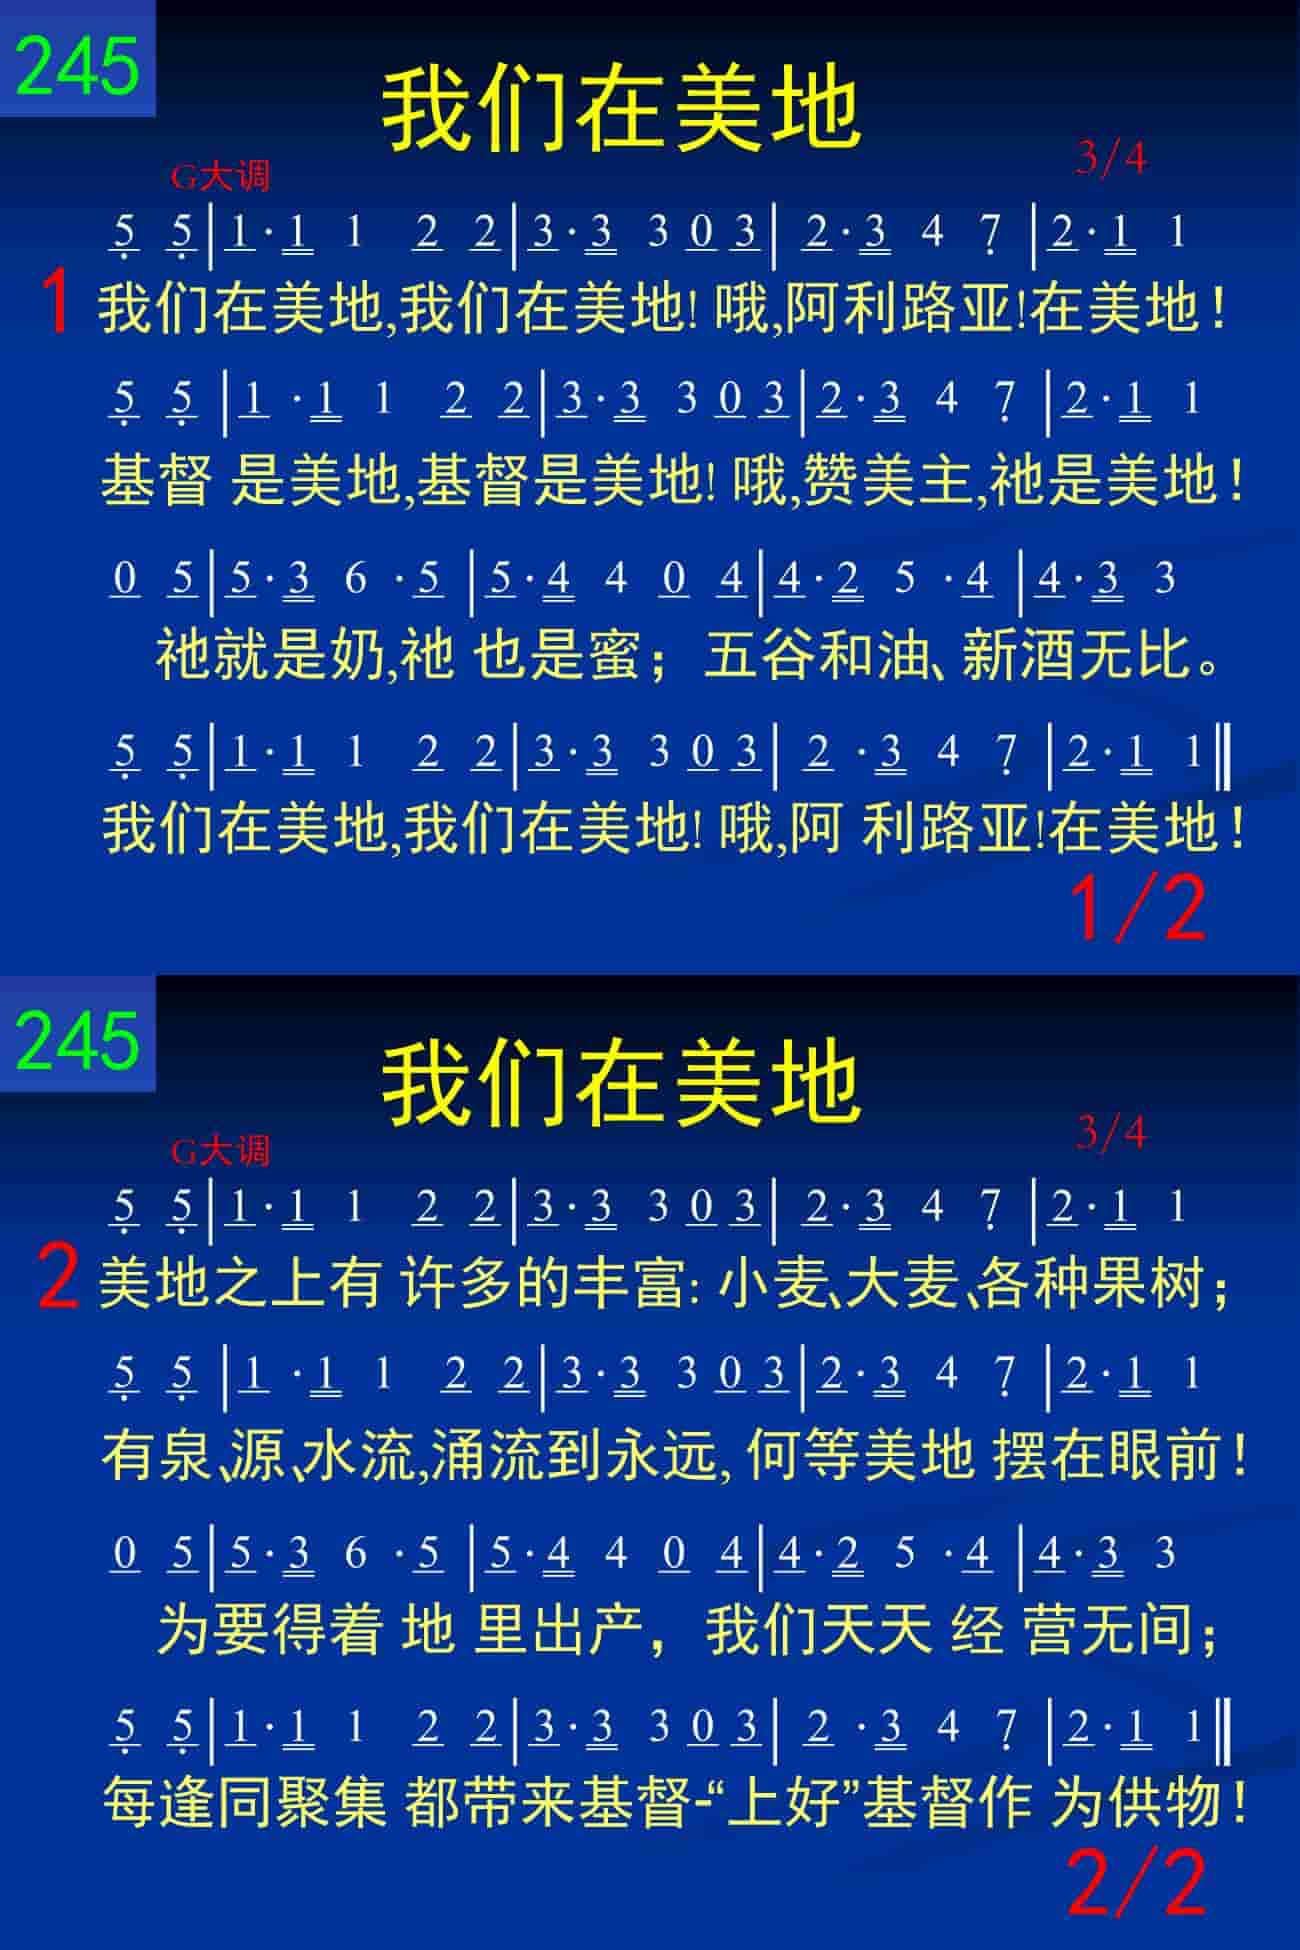 245
我们在美地
G大调
3/4
5 5|1·1 1 2 2|3·3 3 0 3|2·3 4 7|2·1 1
1 我们在美地,我们在美地! 哦,阿利路亚!在美地!
5 5|1·1 1 2 2|3·3 3 0 3|2·3 4 7|2·1 1
基督 是美地,基督是美地! 哦,赞美主,祂是美地!
0 5|5·3 6·5|5·4 4 0 4|4·2 5·4|4·3 3
祂就是奶,祂 也是蜜；五谷和油、新酒无比。
5 5|1·1 1 2 2|3·3 3 0 3|2·3 4 7|2·1 1‖
我们在美地,我们在美地! 哦,阿 利路亚!在美地!
1/2
245
我们在美地
G大调
3/4
5 5|1·1 1 2 2|3·3 3 0 3|2·3 4 7|2·1 1
2 美地之上有 许多的丰富: 小麦、大麦、各种果树；
5 5|1·1 1 2 2|3·3 3 0 3|2·3 4 7|2·1 1
有泉、源、水流,涌流到永远, 何等美地 摆在眼前!
0 5|5·3 6·5|5·4 4 0 4|4·2 5·4|4·3 3
为要得着 地 里出产，我们天天 经 营无间；
5 5|1·1 1 2 2|3·3 3 0 3|2·3 4 7|2·1 1‖
每逢同聚集 都带来基督-“上好”基督作 为供物!
2/2